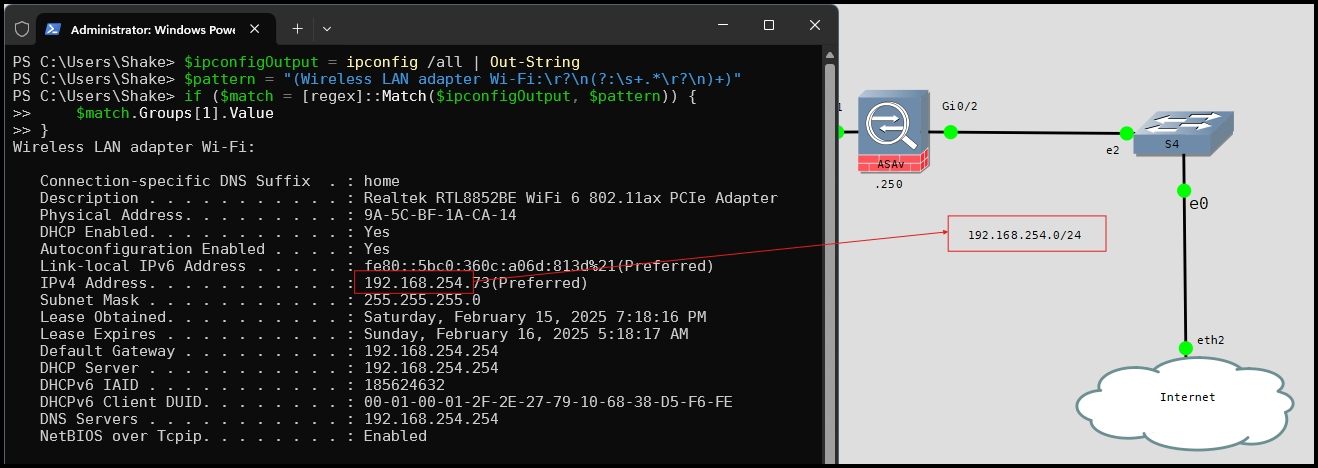 Administrator: Windows Powe
PS C:\Users\Shake> $ipconfigOutput = ipconfig /all | Out-String
PS C:\Users\Shake> $pattern = "(Wireless LAN adapter Wi-Fi:\r?\n(?:\s+.*\r?\n)+)"
PS C:\Users\Shake> if ($match = [regex]::Match($ipconfigOutput, $pattern)) {
>>     $match.Groups[1].Value
>> }
Wireless LAN adapter Wi-Fi:
   Connection-specific DNS Suffix  . : home
   Description . . . . . . . . . . . : Realtek RTL8852BE WiFi 6 802.11ax PCIe Adapter
   Physical Address. . . . . . . . . : 9A-5C-BF-1A-CA-14
   DHCP Enabled. . . . . . . . . . . : Yes
   Autoconfiguration Enabled . . . . : Yes
   Link-local IPv6 Address . . . . . : fe80::5bc0:360c:a06d:813d%21(Preferred)
   IPv4 Address. . . . . . . . . . . : 192.168.254.73(Preferred)
   Subnet Mask . . . . . . . . . . . : 255.255.255.0
   Lease Obtained. . . . . . . . . . : Saturday, February 15, 2025 7:18:16 PM
   Lease Expires . . . . . . . . . . : Sunday, February 16, 2025 5:18:17 AM
   Default Gateway . . . . . . . . . : 192.168.254.254
   DHCP Server . . . . . . . . . . . : 192.168.254.254
   DHCPv6 IAID . . . . . . . . . . . : 185624632
   DHCPv6 Client DUID. . . . . . . . : 00-01-00-01-2F-2E-27-79-10-68-38-D5-F6-FE
   DNS Servers . . . . . . . . . . . : 192.168.254.254
   NetBIOS over Tcpip. . . . . . . . : Enabled
1
Gi0/2
ASAv
.250
e2
S4
e0
192.168.254.0/24
eth2
Internet